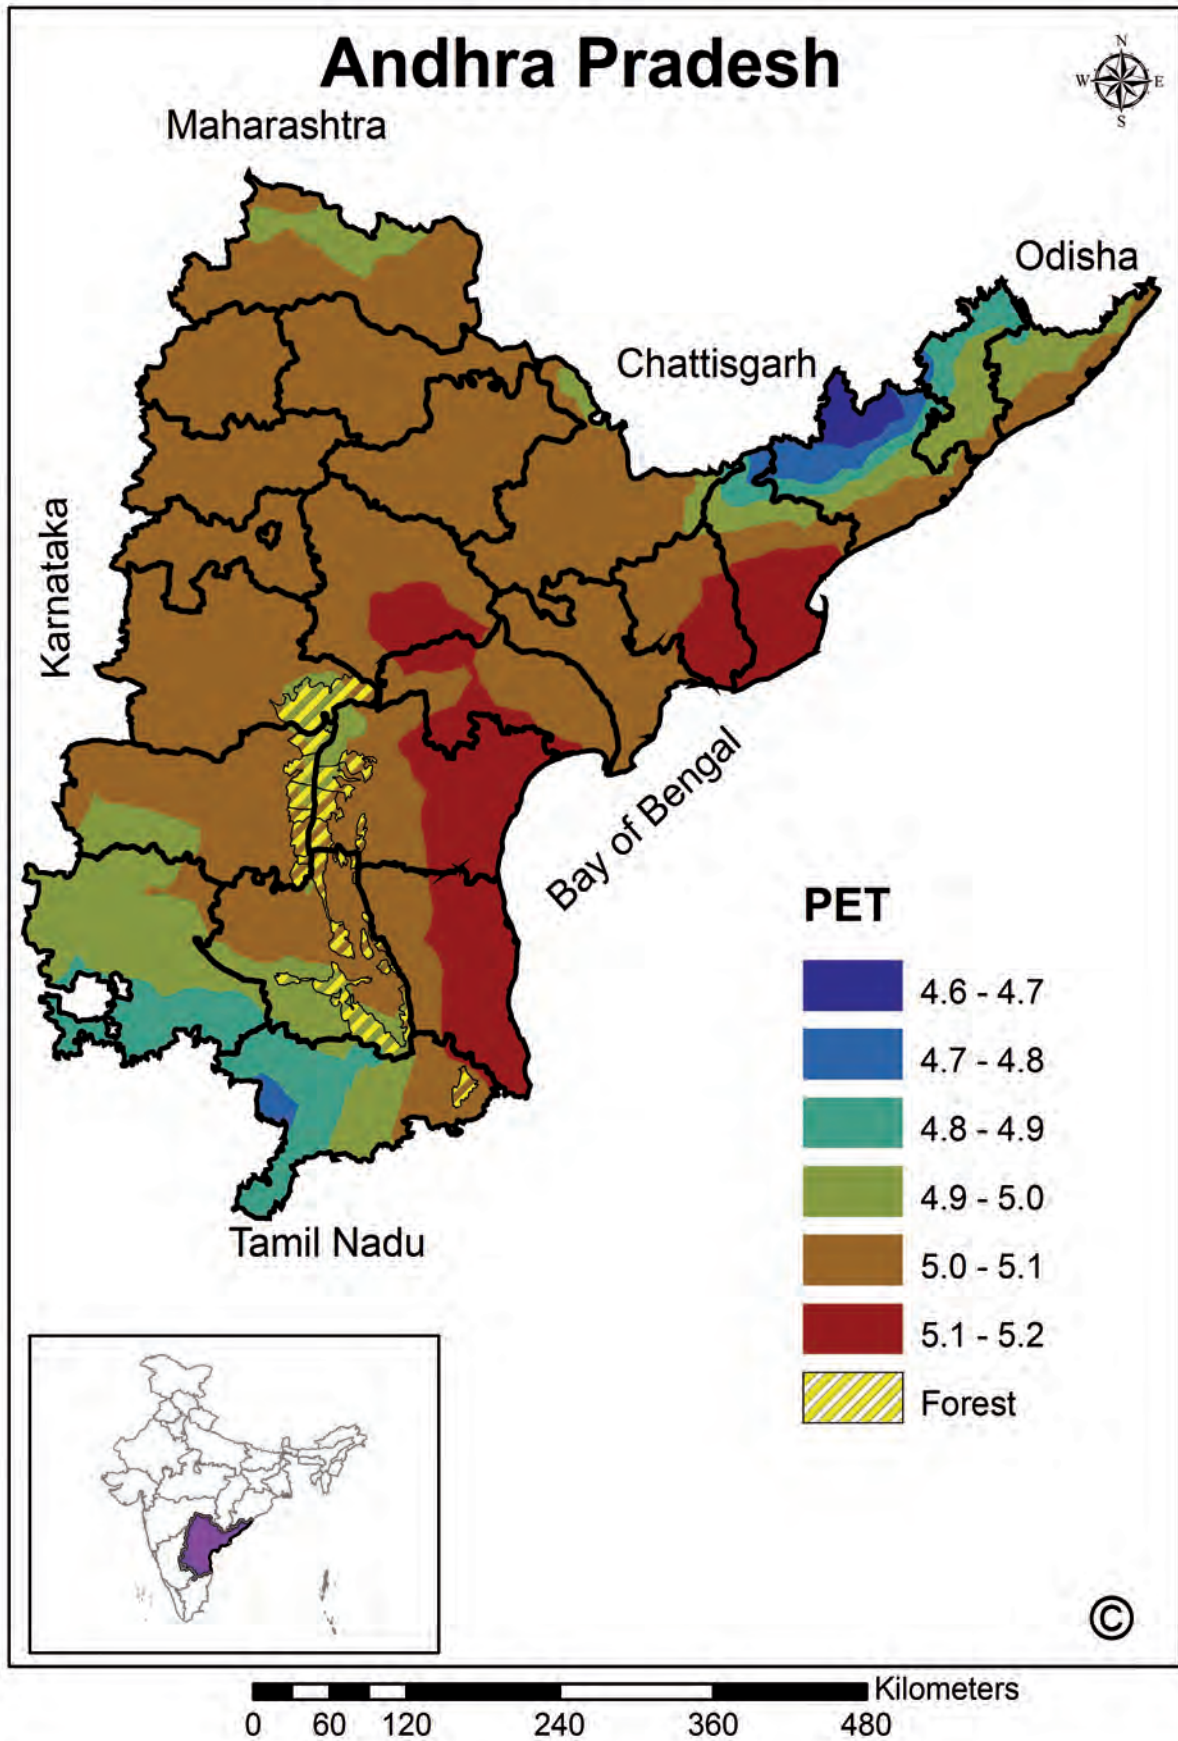 Andhra Pradesh
N
W
E
S
Maharashtra
Odisha
Chattisgarh
Karnataka
Bay of Bengal
PET
4.6 - 4.7
4.7 - 4.8
4.8 - 4.9
4.9 - 5.0
5.0 - 5.1
5.1 - 5.2
Forest
Tamil Nadu
©
Kilometers
0 60 120 240 360 480